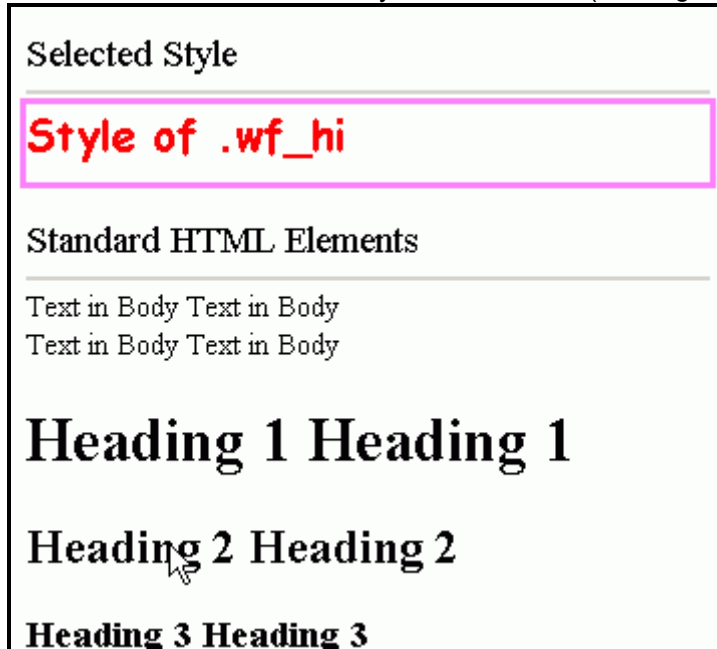 Selected Style
Style of .wf_hi
Standard HTML Elements
Text in Body Text in Body
Text in Body Text in Body
Heading 1 Heading 1
Heading 2 Heading 2
Heading 3 Heading 3